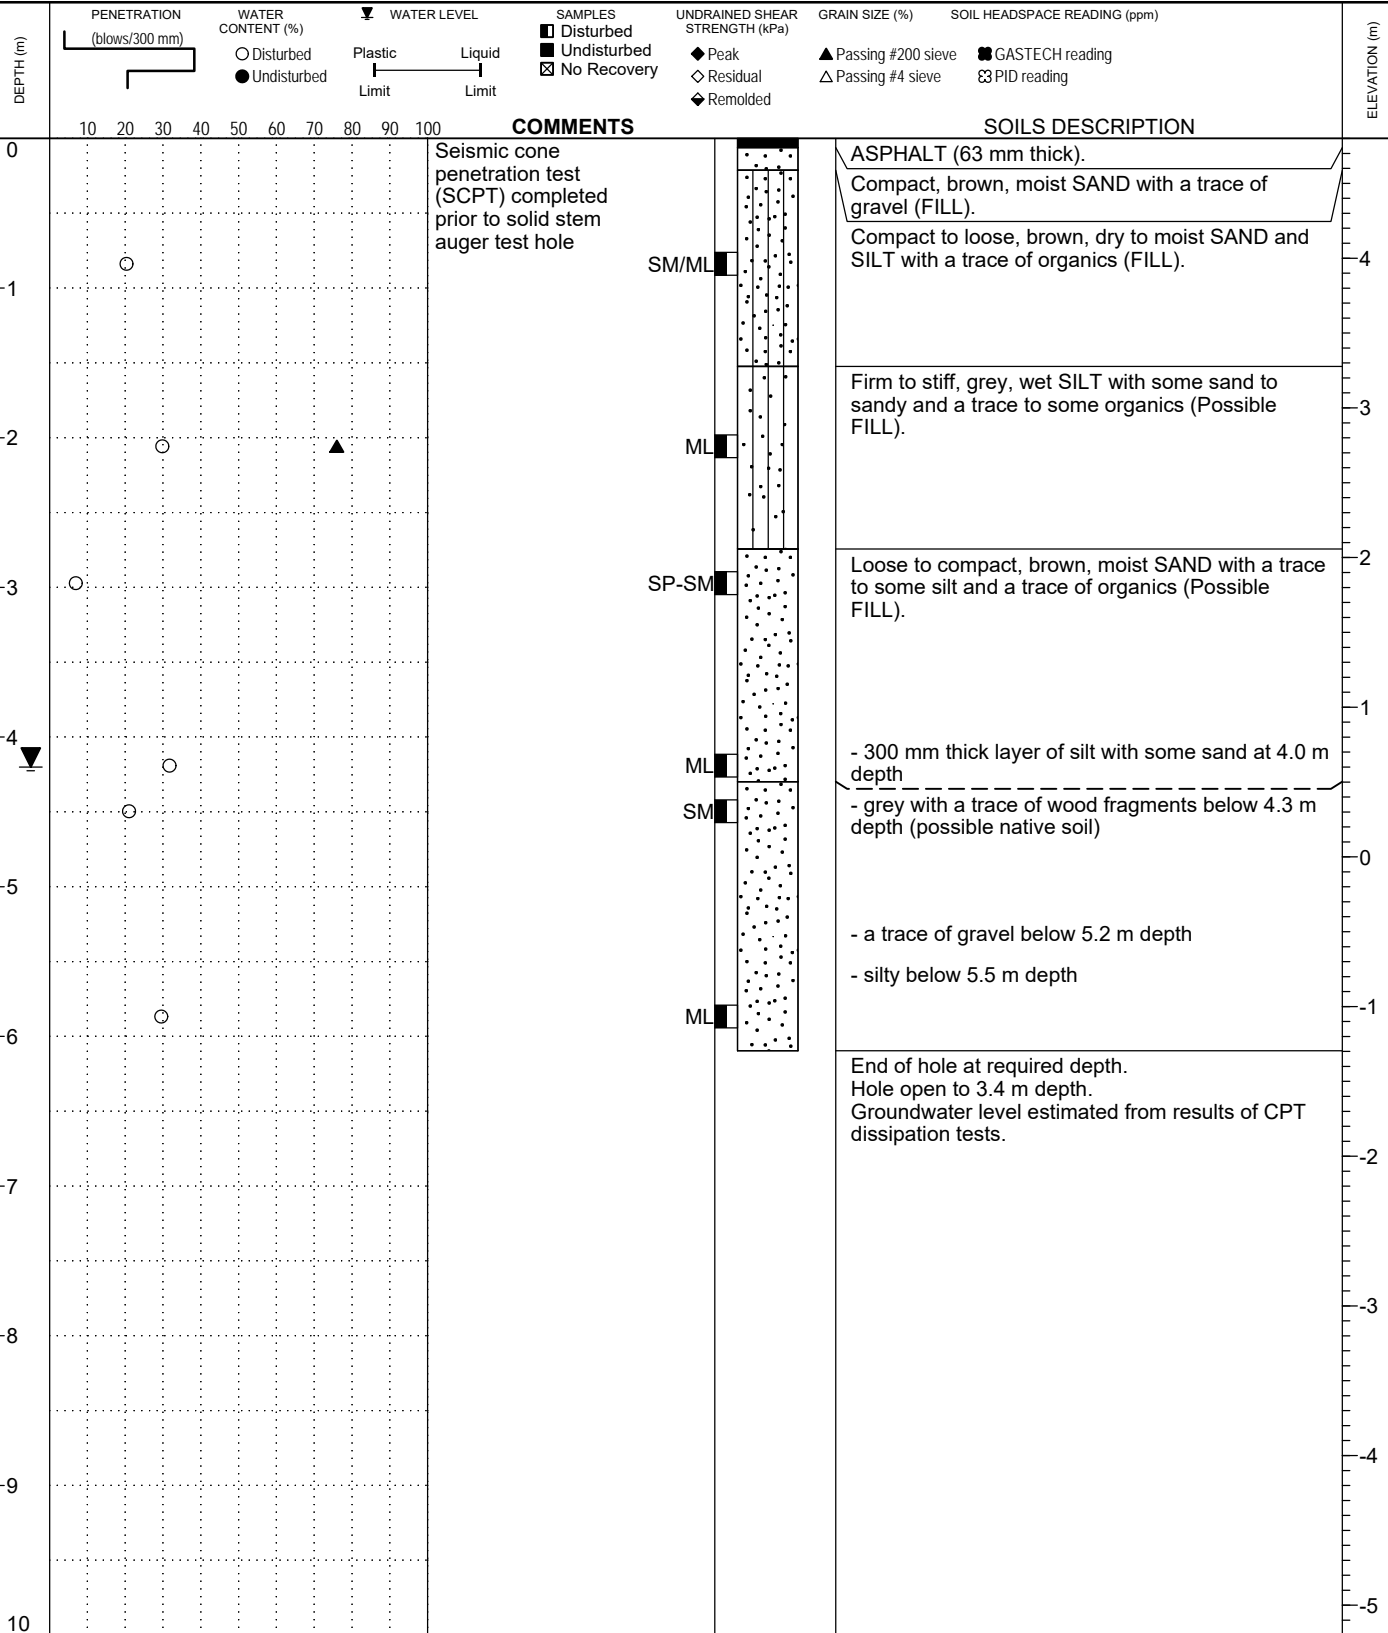 PENETRATION
(blows/300 mm)
WATER
CONTENT (%)
Disturbed
Undisturbed
WATER LEVEL
Plastic Liquid
Limit Limit
SAMPLES
Disturbed
Undisturbed
No Recovery
UNDRAINED SHEAR
STRENGTH (kPa)
Peak
Residual
Remolded
GRAIN SIZE (%)
Passing #200 sieve
Passing #4 sieve
SOIL HEADSPACE READING (ppm)
GASTECH reading
PID reading
DEPTH (m)
ELEVATION (m)
10 20 30 40 50 60 70 80 90 100
COMMENTS
SOILS DESCRIPTION
0
Seismic cone
penetration test
(SCPT) completed
prior to solid stem
auger test hole
ASPHALT (63 mm thick).
Compact, brown, moist SAND with a trace of
gravel (FILL).
Compact to loose, brown, dry to moist SAND and
SILT with a trace of organics (FILL).
SM/ML
4
1
Firm to stiff, grey, wet SILT with some sand to
sandy and a trace to some organics (Possible
FILL).
3
2
ML
2
Loose to compact, brown, moist SAND with a trace
to some silt and a trace of organics (Possible
FILL).
SP-SM
3
1
4
- 300 mm thick layer of silt with some sand at 4.0 m
depth
ML
- grey with a trace of wood fragments below 4.3 m
depth (possible native soil)
SM
0
5
- a trace of gravel below 5.2 m depth
- silty below 5.5 m depth
-1
ML
6
End of hole at required depth.
Hole open to 3.4 m depth.
Groundwater level estimated from results of CPT
dissipation tests.
-2
7
-3
8
-4
9
-5
10